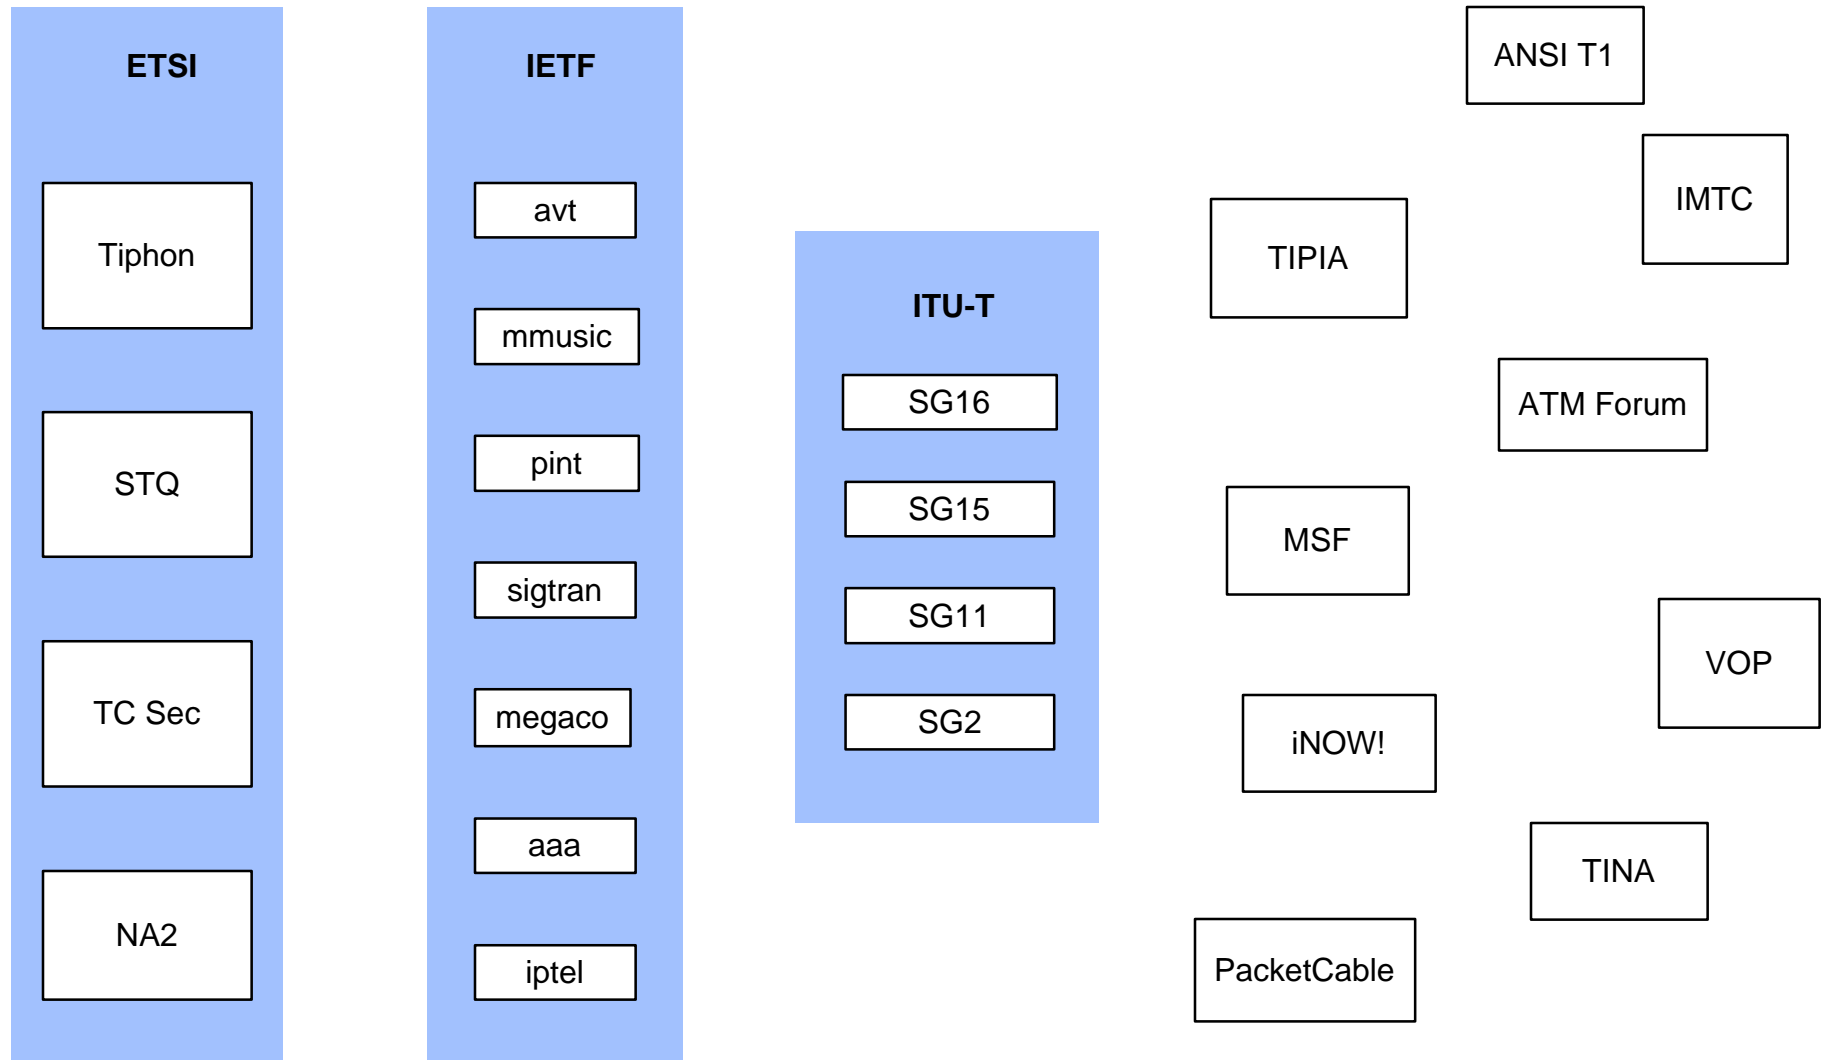 ETSI
Tiphon
STQ
TC Sec
NA2
IETF
avt
mmusic
pint
sigtran
megaco
aaa
iptel
ITU-T
SG16
SG15
SG11
SG2
ANSI T1
IMTC
TIPIA
ATM Forum
MSF
VOP
iNOW!
TINA
PacketCable